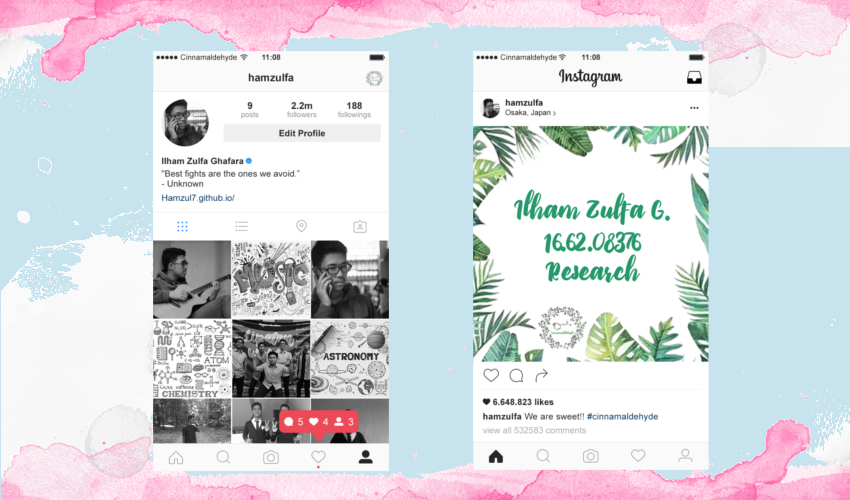 Cinnamaldehyde
11:08
hamzulfa
9
2.2m
188
posts
followers
followings
Edit Profile
Ilham Zulfa Ghafara
"Best fights are the ones we avoid."
- Unknown
Hamzul7.github.io/
MUSIC
ATOM
CHEMISTRY
ASTRONOMY
5
4
3
Cinnamaldehyde
11:08
Instagram
hamzulfa
Osaka, Japan
Ilham Zulfa G.
16.62.08376
Research
6.648.823 likes
hamzulfa We are sweet!! #cinnamaldehyde
view all 532583 comments